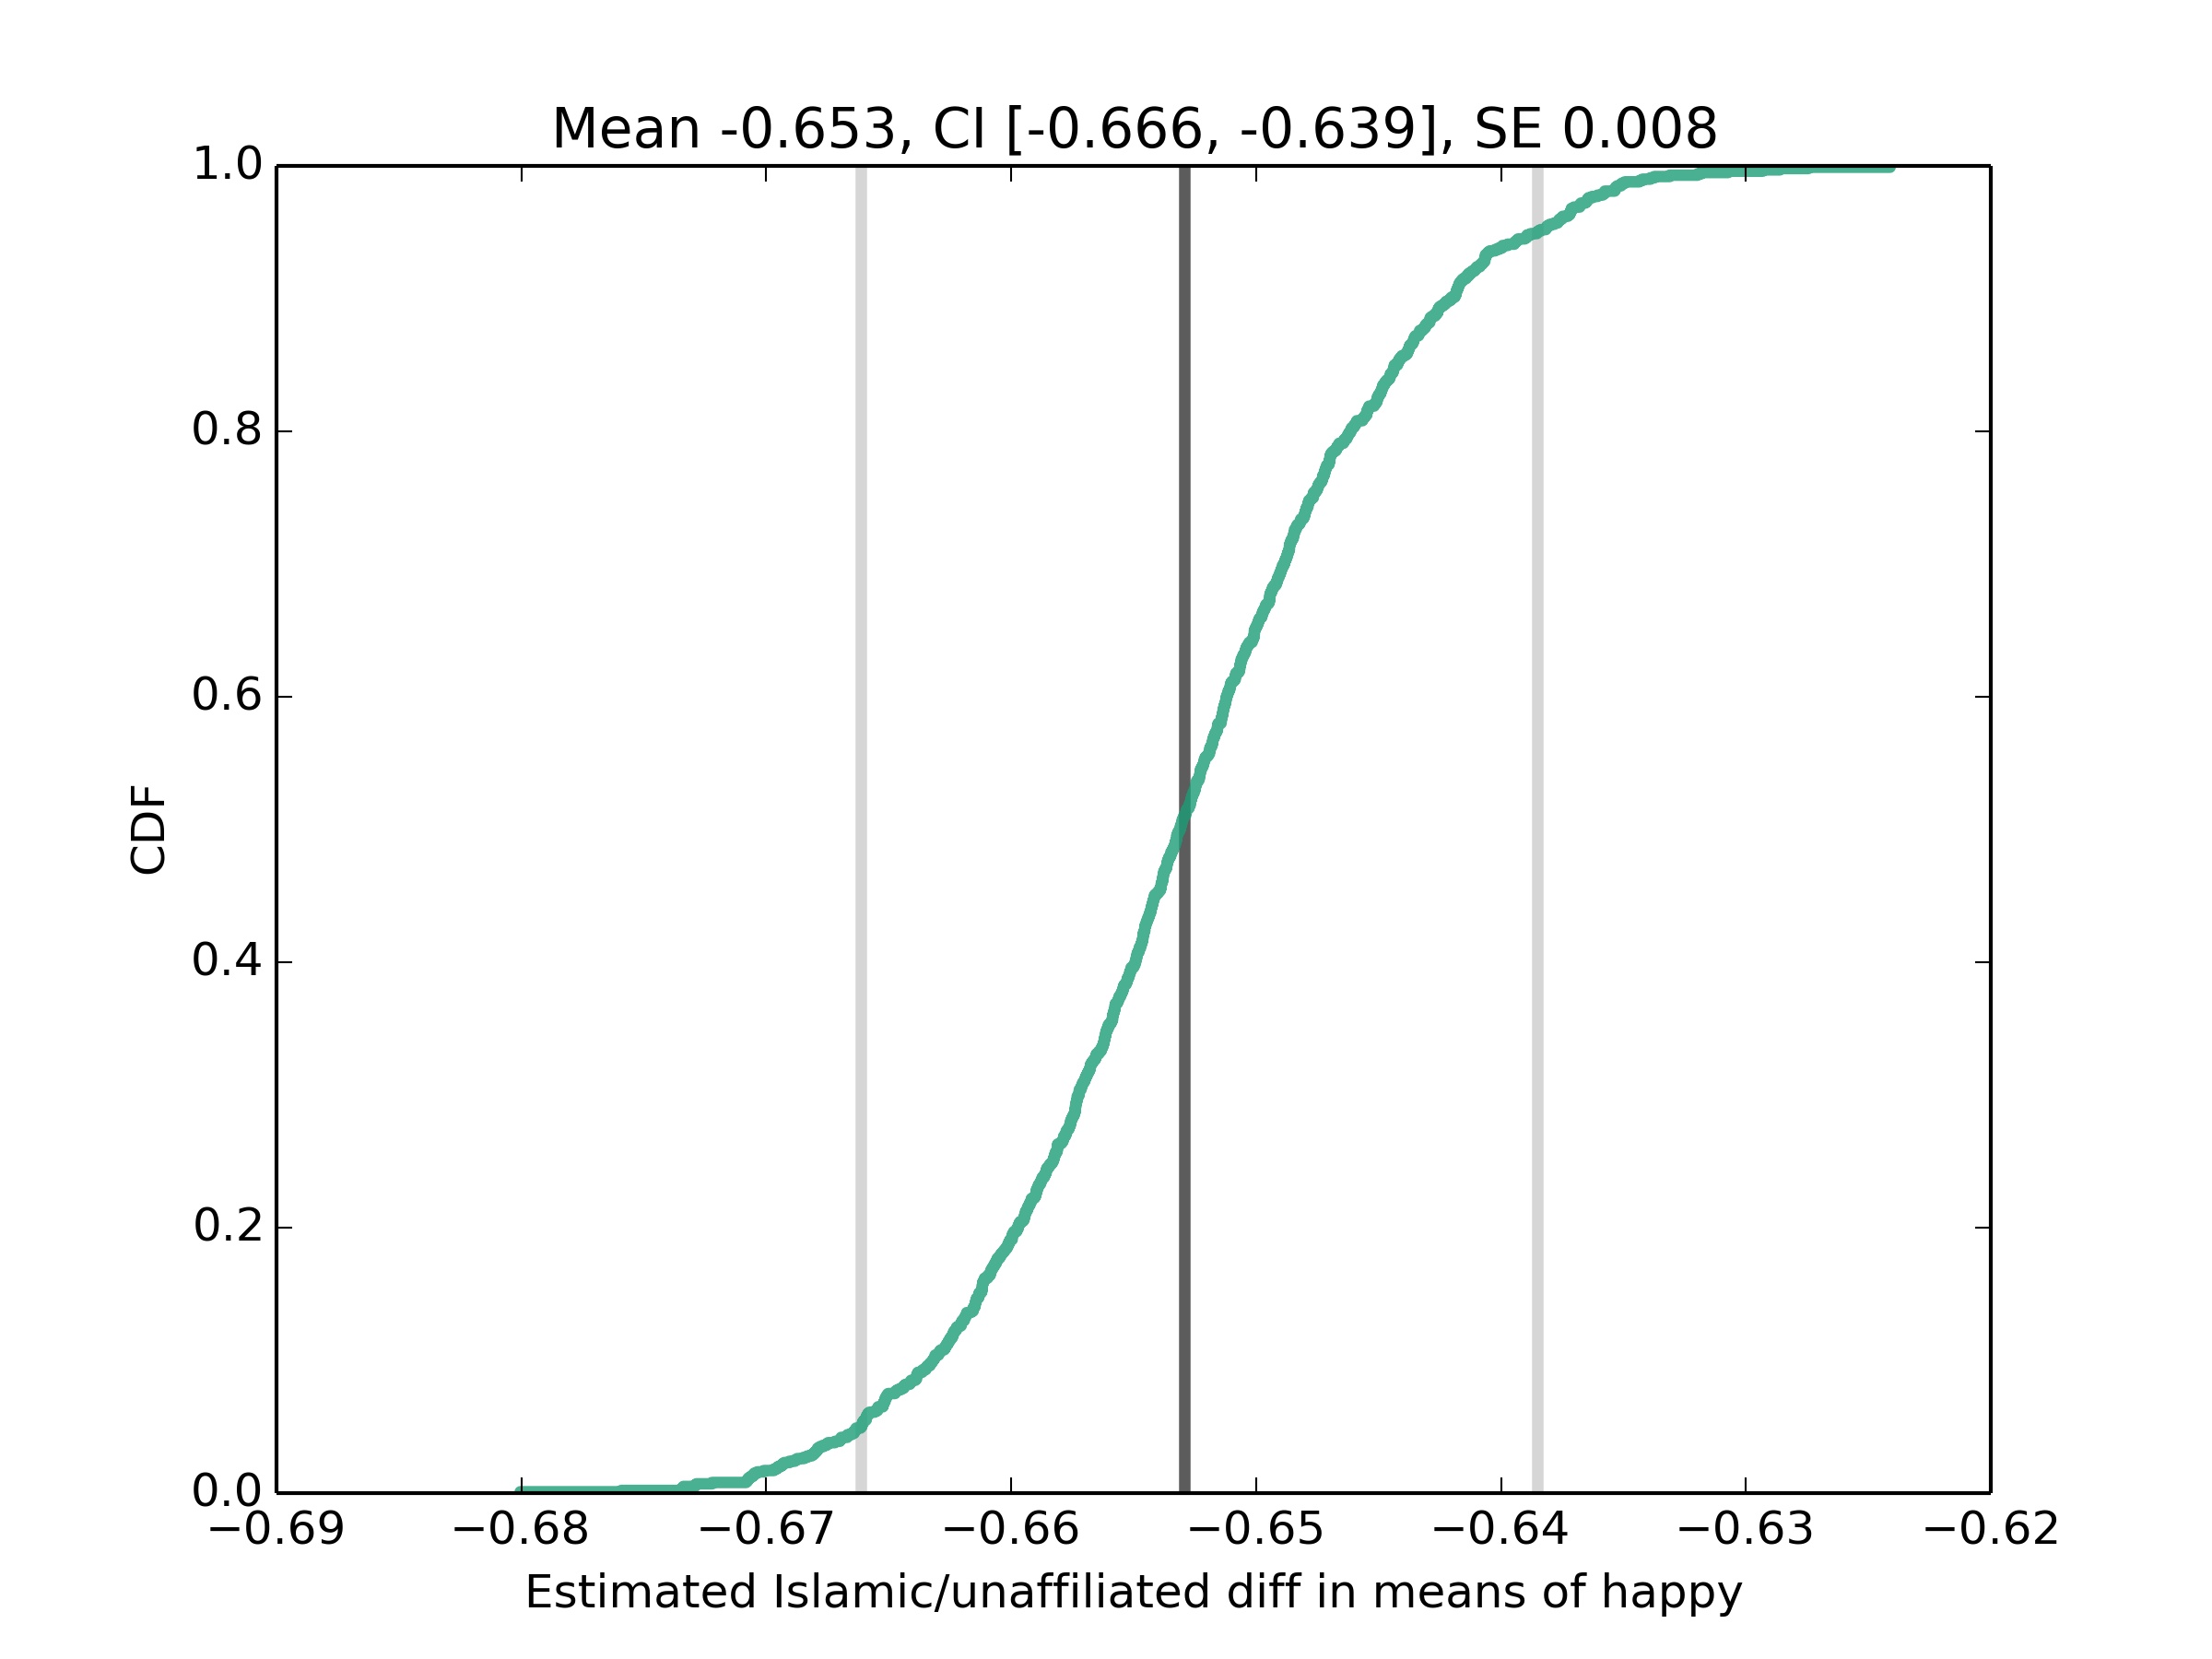 Mean -0.653, CI [-0.666, -0.639], SE 0.008
1.0
0.8
0.6
0.4
0.2
0.0
CDF
−0.69 −0.68 −0.67 −0.66 −0.65 −0.64 −0.63 −0.62
Estimated Islamic/unaffiliated diff in means of happy